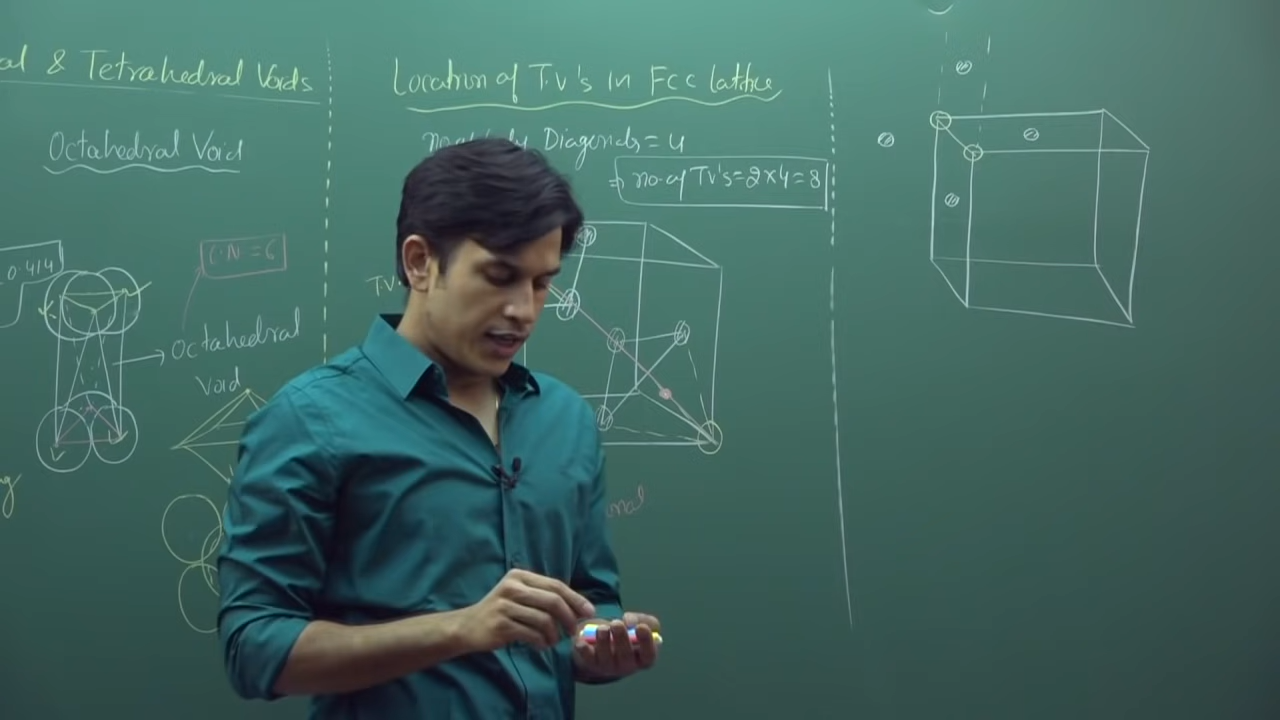 & Tetrahedral Voids
Octahedral Void
0.414
C.N = 6
Octahedral
Void
Location of T.V's in Fcc lattice
Diagonals = 4
⇒ no. of TV's = 2 x 4 = 8
TV